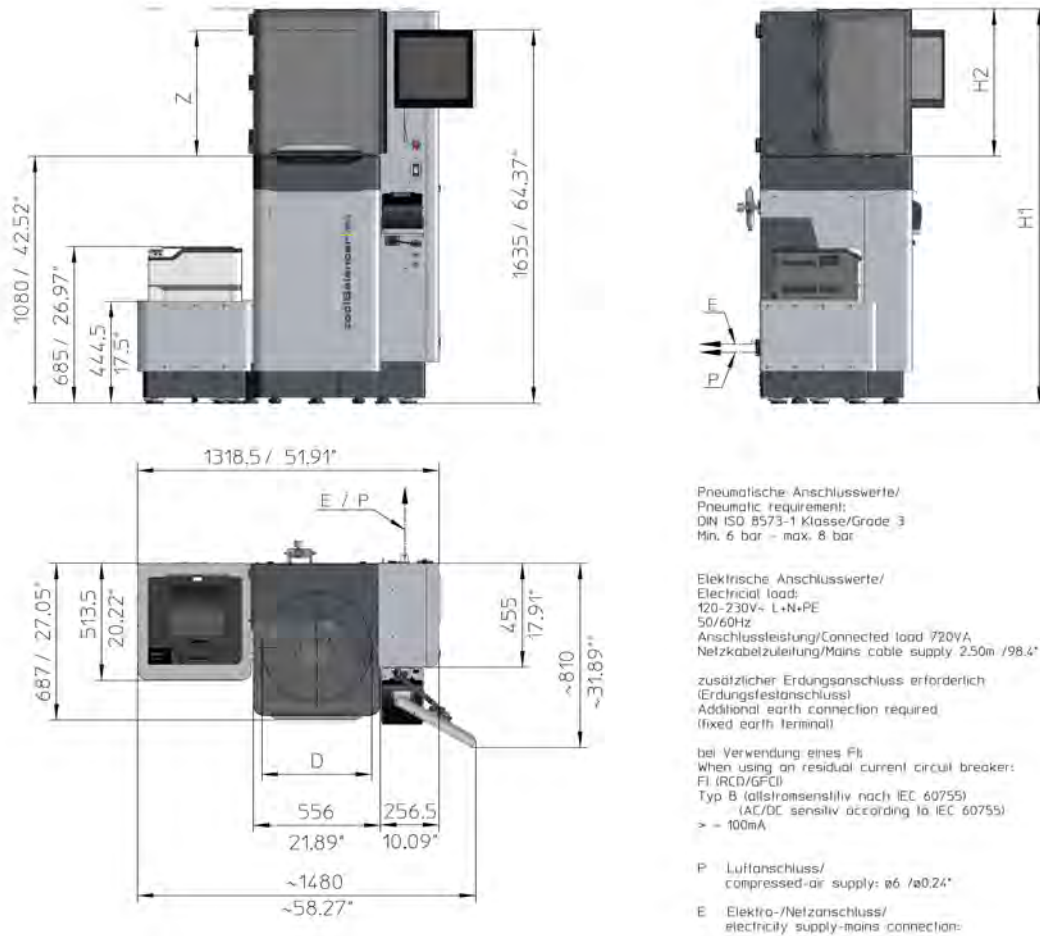 Z
1080 / 42.52"
685 / 26.97"
444.5
17.5"
1635 / 64.37"
H2
H1
E
P
1318.5 / 51.91"
E / P
687 / 27.05"
513.5
20.22"
455
17.91"
~810
~31.89"
D
556
21.89"
256.5
10.09"
~1480
~58.27"
Pneumatische Anschlusswerte/
Pneumatic requirement:
DIN ISO 8573-1 Klasse/Grade 3
Min. 6 bar - max. 8 bar
Elektrische Anschlusswerte/
Electricial load:
120-230V~ L+N+PE
50/60Hz
Anschlussleistung/Connected load 720VA
Netzkabelzuleitung/Mains cable supply 2.50m /98.4"
zusätzlicher Erdungsanschluss erforderlich
(Erdungsfestanschluss)
Additional earth connection required
(fixed earth terminal)
bei Verwendung eines FI:
When using an residual current circuit breaker:
FI (RCD/GFCI)
Typ B (allstromsensitiv nach IEC 60755)
(AC/DC sensitiv according to IEC 60755)
> = 100mA
P Luftanschluss/
compressed-air supply: ø6 /ø0.24"
E Elektro-/Netzanschluss/
electricity supply-mains connection: